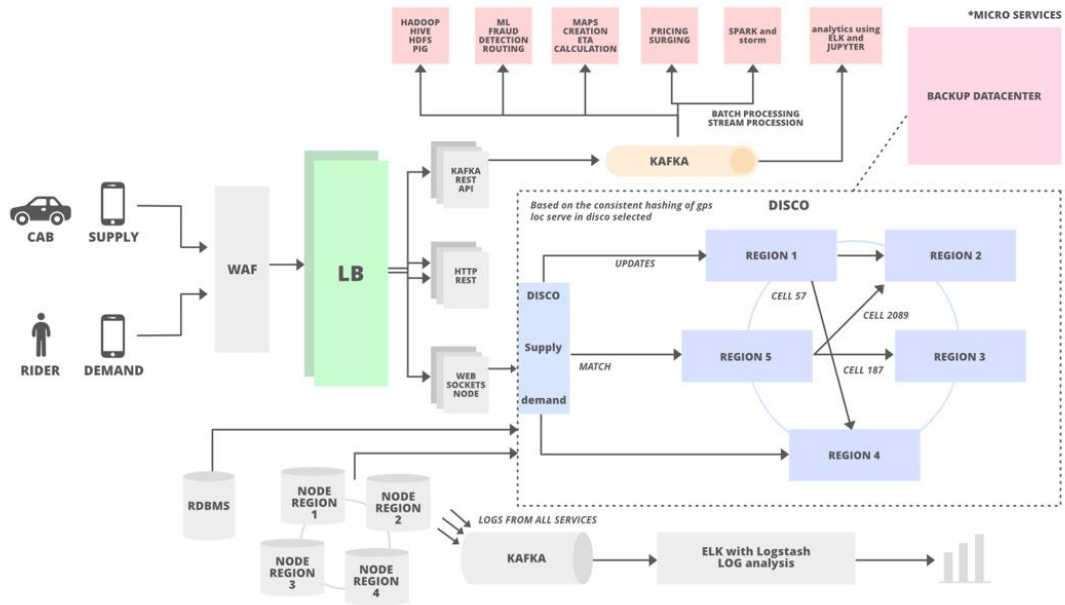 *MICRO SERVICES
HADOOP
HIVE
HDFS
PIG
ML
FRAUD
DETECTION
ROUTING
MAPS
CREATION
ETA
CALCULATION
PRICING
SURGING
SPARK and
storm
analytics using
ELK and
JUPYTER
BACKUP DATACENTER
BATCH PROCESSING
STREAM PROCESSION
KAFKA
REST
API
KAFKA
CAB
SUPPLY
WAF
LB
HTTP
REST
RIDER
DEMAND
WEB
SOCKETS
NODE
Based on the consistent hashing of gps
loc serve in disco selected
DISCO
UPDATES
REGION 1
REGION 2
DISCO
Supply
demand
CELL 57
CELL 2089
MATCH
REGION 5
REGION 3
CELL 187
REGION 4
RDBMS
NODE
REGION
1
NODE
REGION
2
NODE
REGION
3
NODE
REGION
4
LOGS FROM ALL SERVICES
KAFKA
ELK with Logstash
LOG analysis